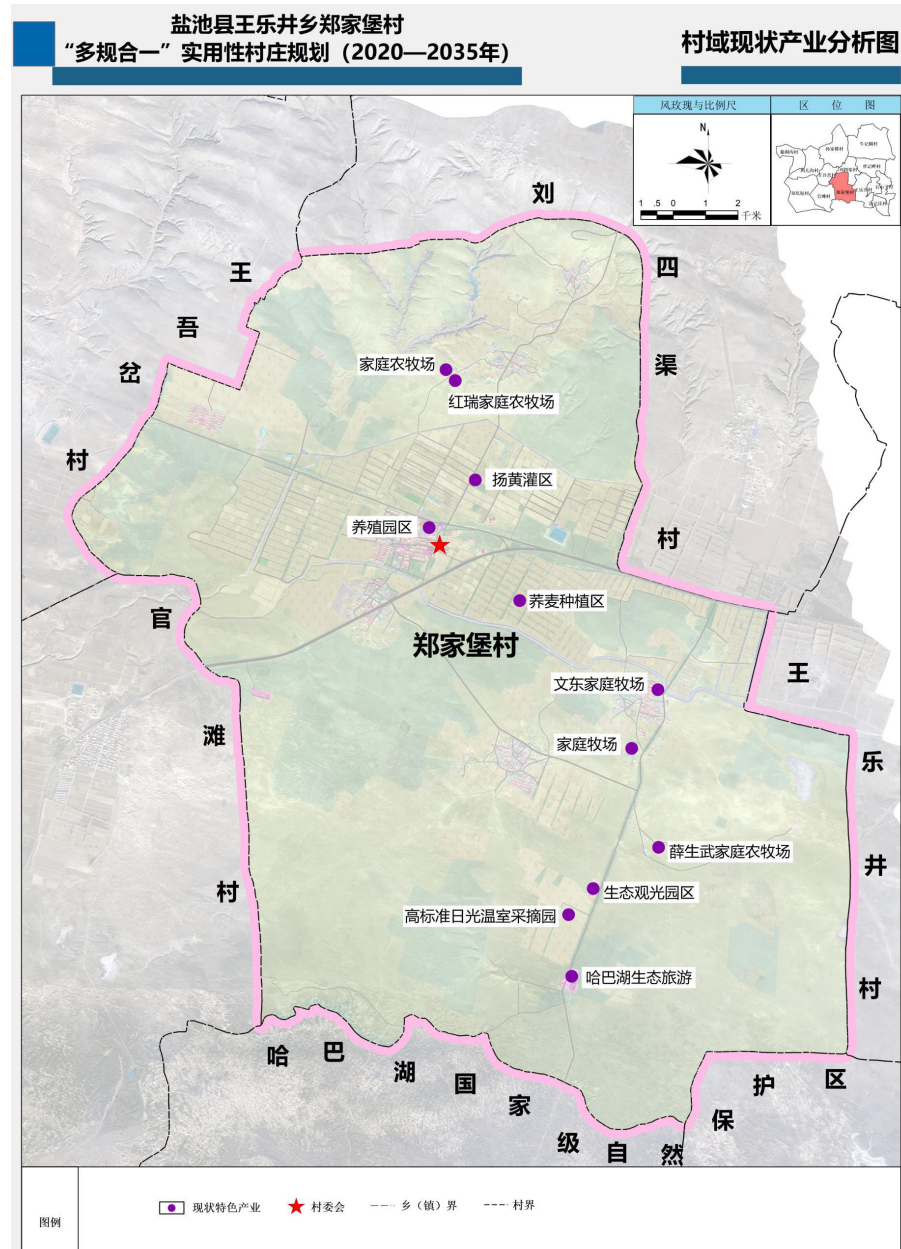 盐池县王乐井乡郑家堡村
“多规合一”实用性村庄规划（2020—2035年）
村域现状产业分析图
风玫瑰与比例尺
区 位 图
N
1 .5 0 1 2
千米
郑家堡村
刘四渠村
王吾岔村
官滩村
王乐井村
哈巴湖国家级自然保护区
家庭农牧场
红瑞家庭农牧场
扬黄灌区
养殖园区
荞麦种植区
郑家堡村
文东家庭牧场
家庭牧场
薛生武家庭农牧场
生态观光园区
高标准日光温室采摘园
哈巴湖生态旅游
图例
现状特色产业
村委会
乡（镇）界
村界